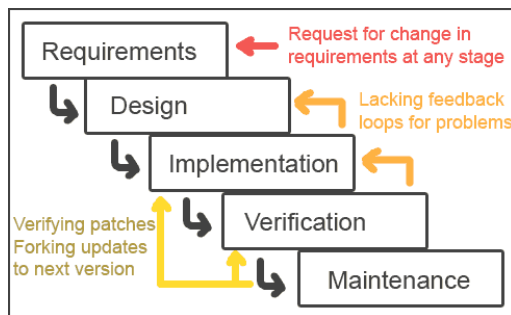 Requirements
Request for change in
requirements at any stage
Design
Lacking feedback
loops for problems
Implementation
Verification
Verifying patches
Forking updates
to next version
Maintenance